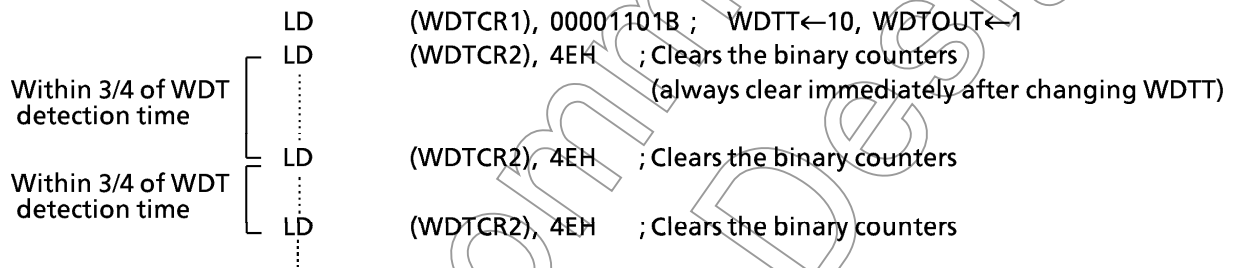 LD (WDTCR1), 00001101B ; WDTT←10, WDTOUT←1
LD (WDTCR2), 4EH ; Clears the binary counters
Within 3/4 of WDT (always clear immediately after changing WDTT)
detection time
LD (WDTCR2), 4EH ; Clears the binary counters
Within 3/4 of WDT
detection time
LD (WDTCR2), 4EH ; Clears the binary counters